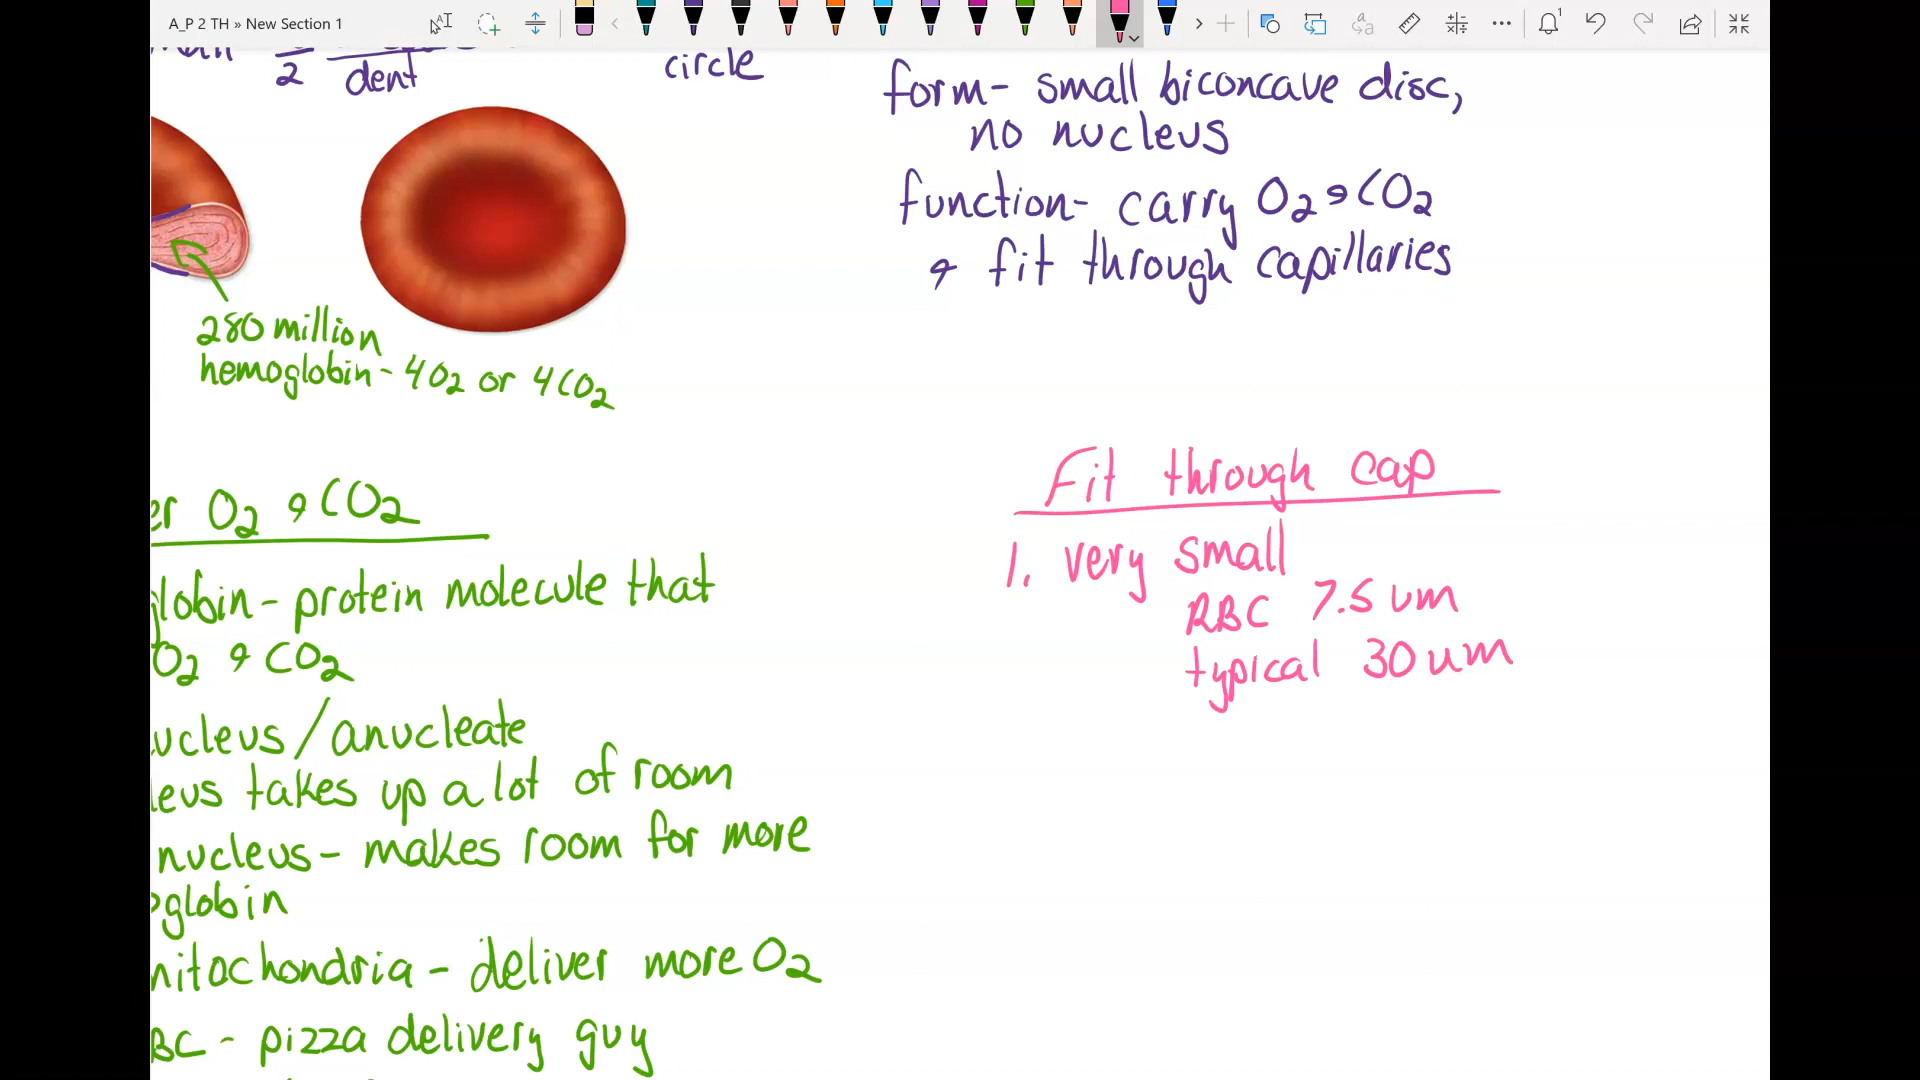 A_P 2 TH » New Section 1
2 dent
circle
form- small biconcave disc,
no nucleus
function- carry O2 & CO2
& fit through capillaries
280 million
hemoglobin - 4O2 or 4CO2
Fit through cap
1. very small
RBC 7.5 um
typical 30 um
er O2 & CO2
globin - protein molecule that
O2 & CO2
ucleus/anucleate
leus takes up a lot of room
nucleus - makes room for more
oglobin
mitochondria - deliver more O2
BC - pizza delivery guy